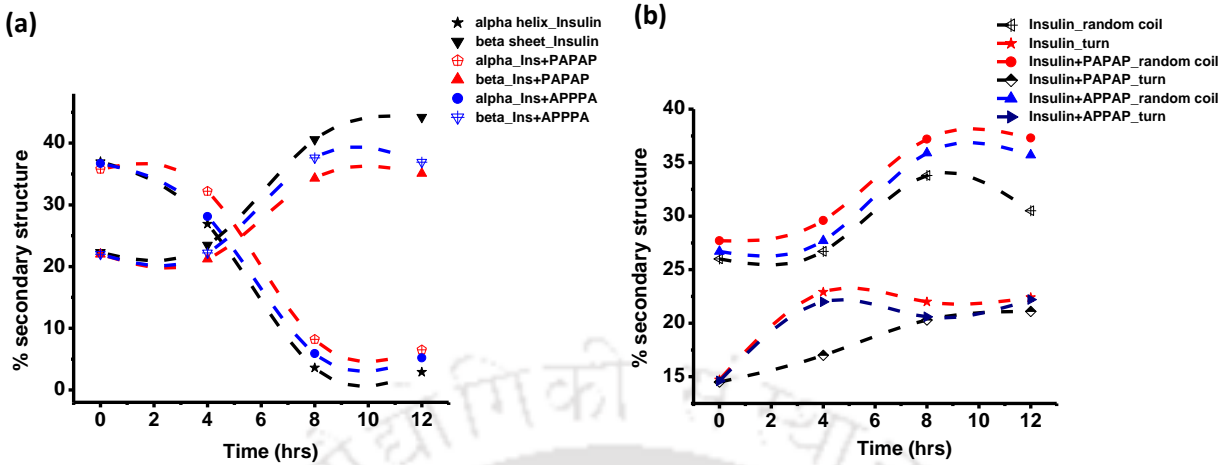 (a)
alpha helix_Insulin
beta sheet_Insulin
alpha_Ins+PAPAP
beta_Ins+PAPAP
alpha_Ins+APPPA
beta_Ins+APPPA
% secondary structure
40
30
20
10
0
0 2 4 6 8 10 12
Time (hrs)
(b)
Insulin_random coil
Insulin_turn
Insulin+PAPAP_random coil
Insulin+PAPAP_turn
Insulin+APPAP_random coil
Insulin+APPAP_turn
% secondary structure
40
35
30
25
20
15
0 2 4 6 8 10 12
Time (hrs)